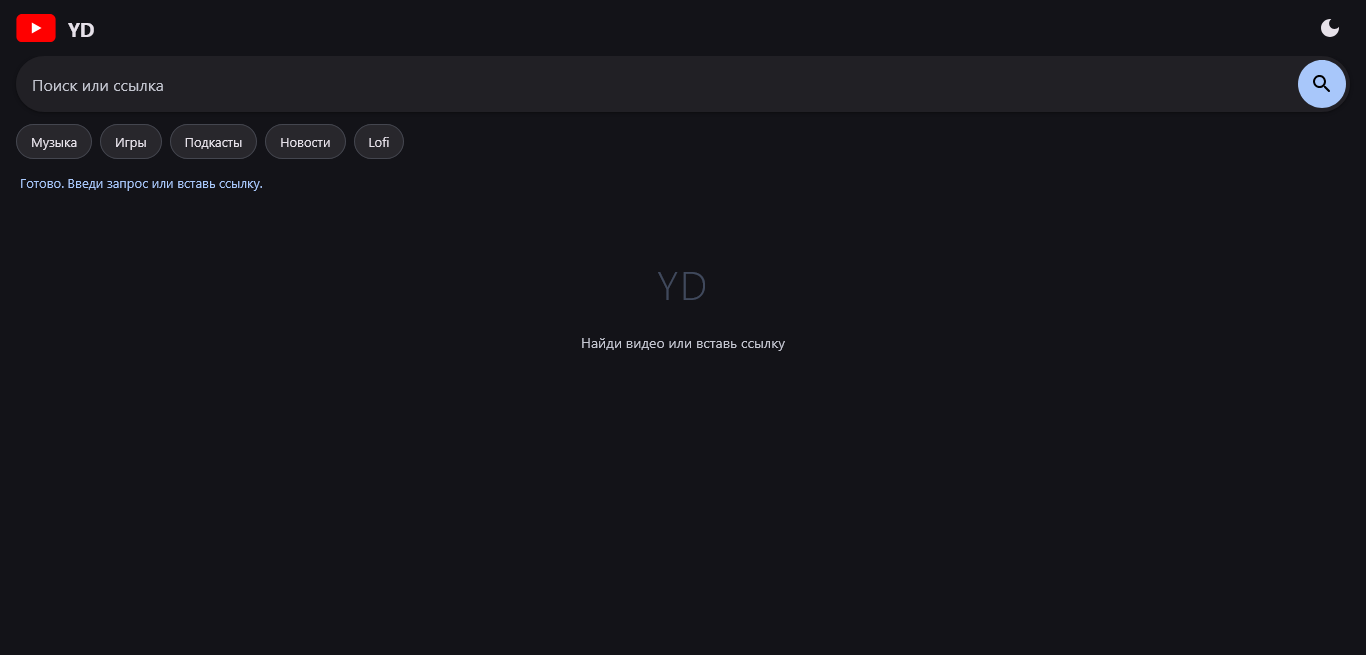 YD
Поиск или ссылка
Музыка Игры Подкасты Новости Lofi
Готово. Введи запрос или вставь ссылку.
YD
Найди видео или вставь ссылку